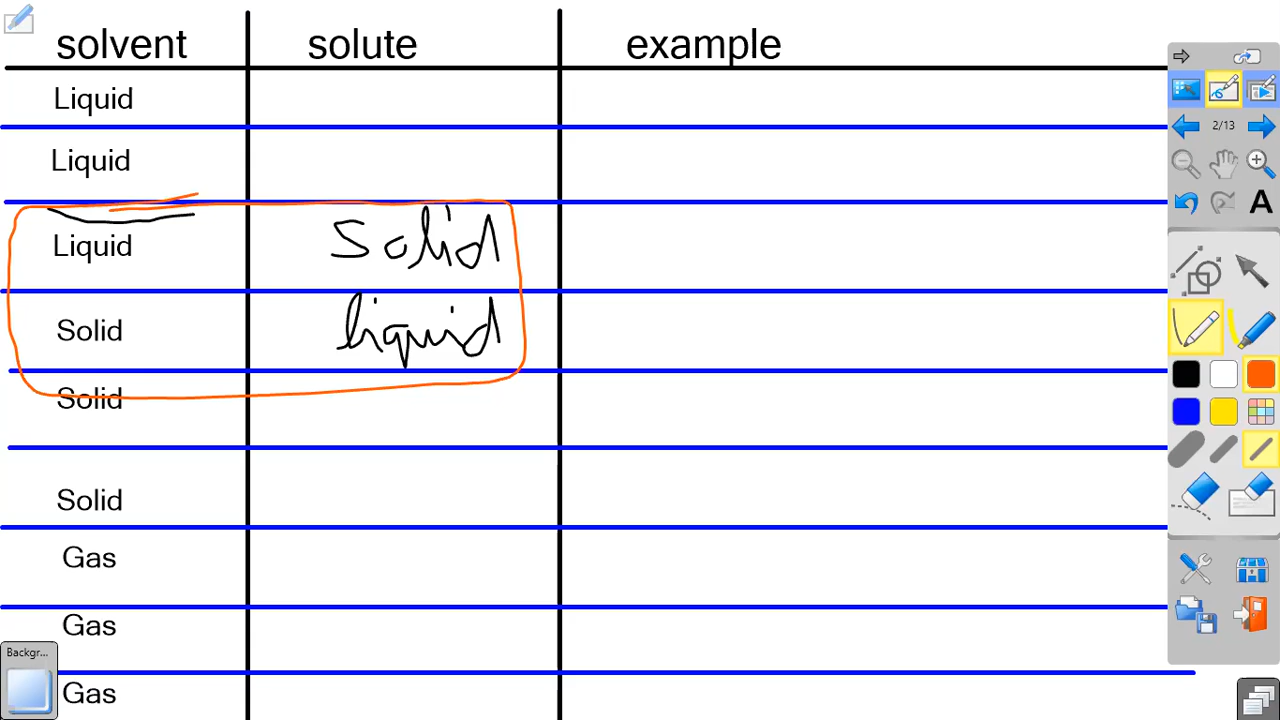 solvent solute example
Liquid
Liquid
Liquid solid
Solid liquid
Solid
Solid
Gas
Gas
Gas
2/13
A
Backgr...